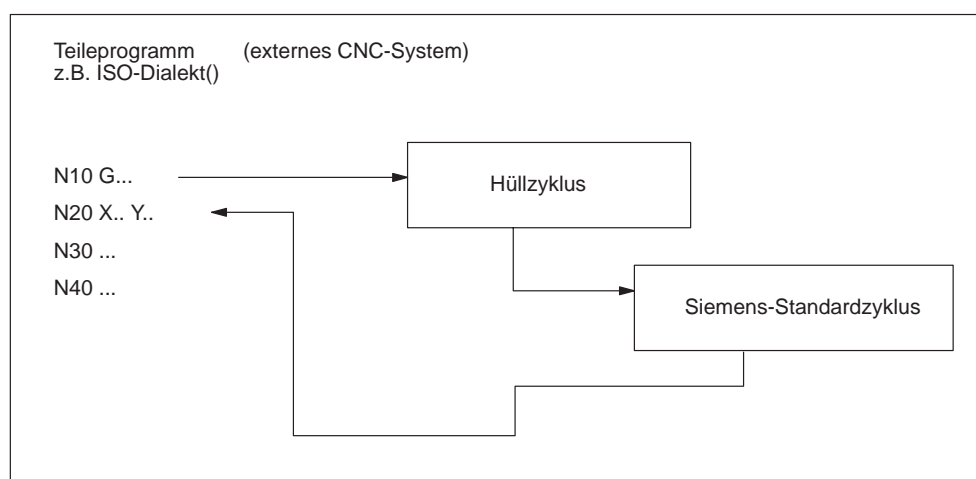 Teileprogramm (externes CNC-System)
z.B. ISO-Dialekt()
N10 G...
Hüllzyklus
N20 X.. Y..
N30 ...
N40 ...
Siemens-Standardzyklus